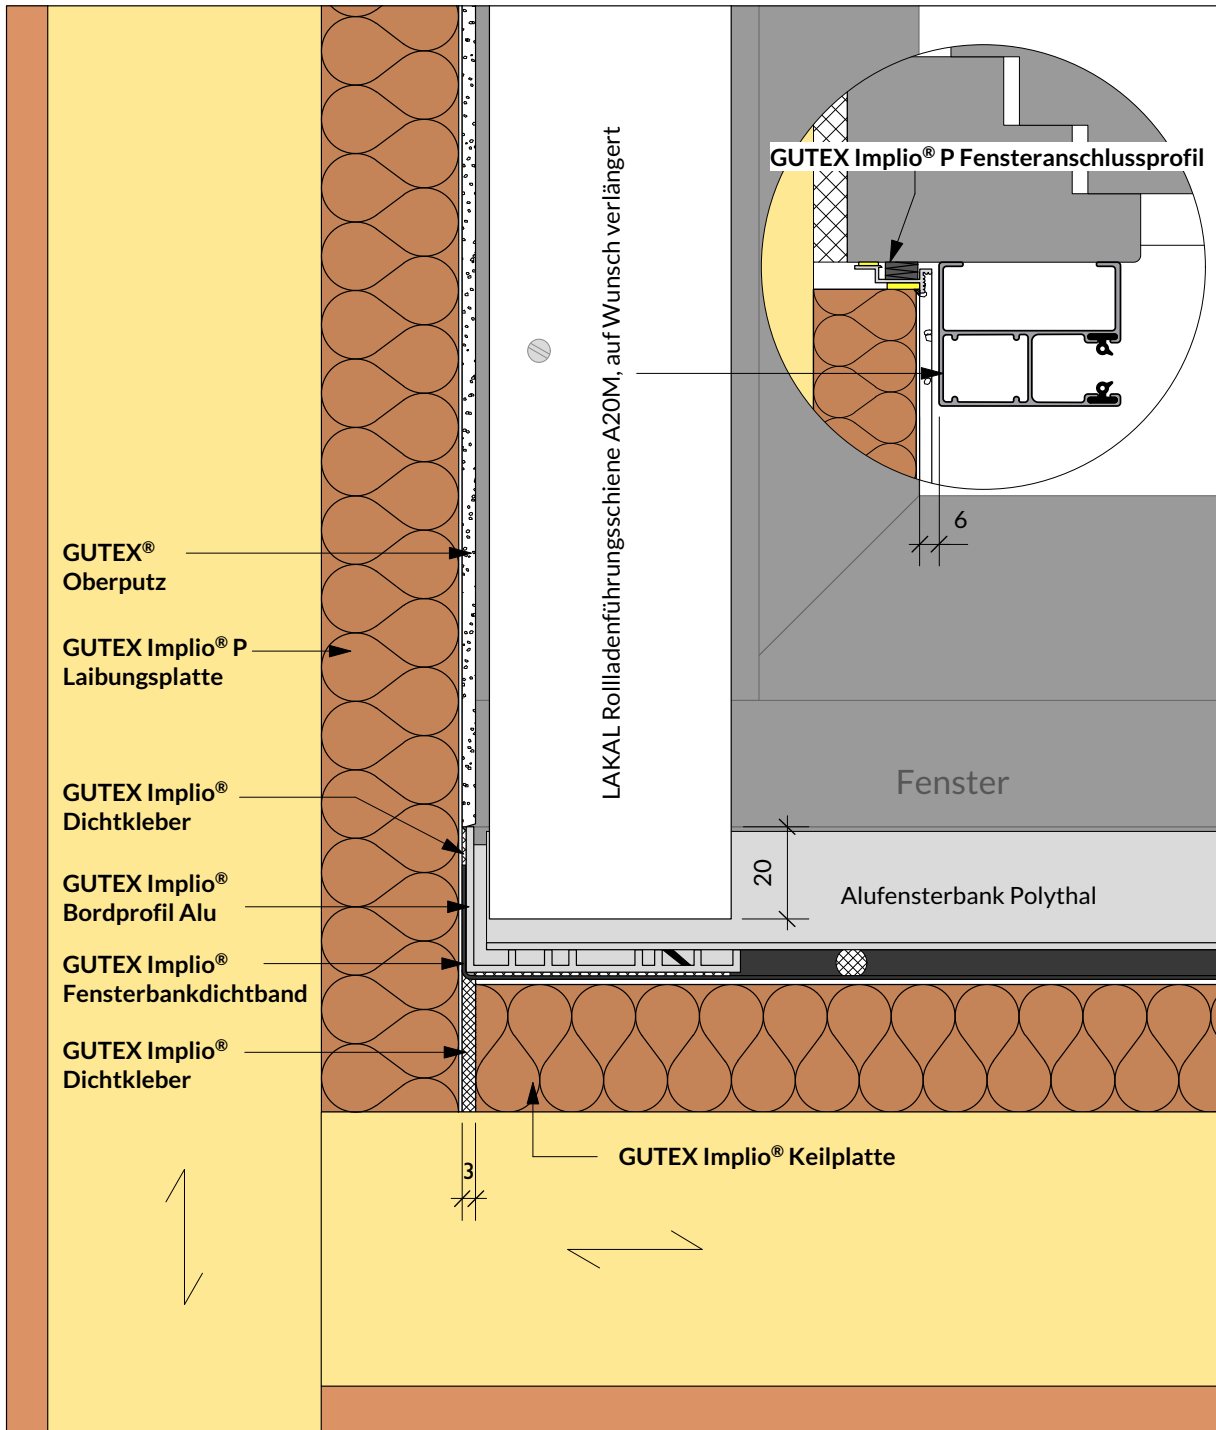 GUTEX Implio® P Fensteranschlussprofil
LAKAL Rollladenführungsschiene A20M, auf Wunsch verlängert
6
GUTEX®
Oberputz
GUTEX Implio® P
Laibungsplatte
Fenster
GUTEX Implio®
Dichtkleber
20
GUTEX Implio®
Bordprofil Alu
Alufensterbank Polythal
GUTEX Implio®
Fensterbankdichtband
GUTEX Implio®
Dichtkleber
GUTEX Implio® Keilplatte
3